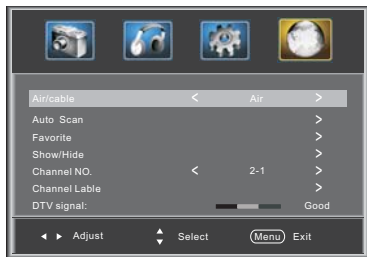 Air/cable < Air >
Auto Scan >
Favorite >
Show/Hide >
Channel NO. < 2-1 >
Channel Lable >
DTV signal: Good
Adjust Select Menu Exit